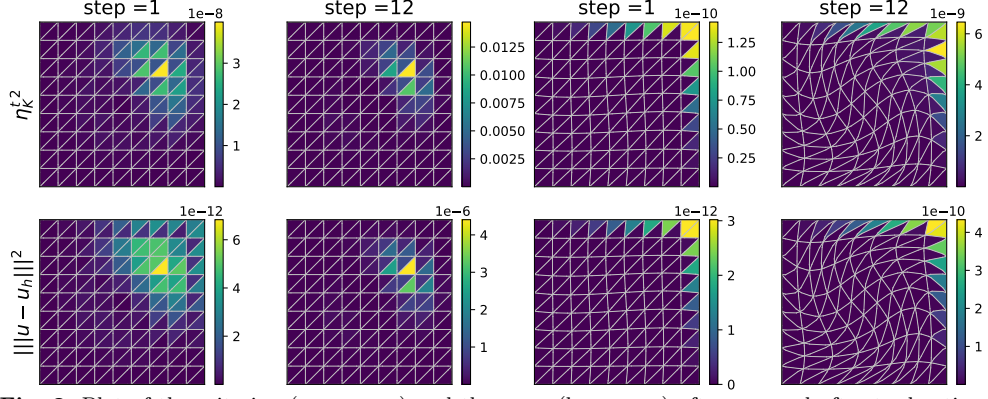 step =1
step =12
step =1
step =12
1e−8
1e−10
1e−9
η_K^t ^2
3
2
1
0.0125
0.0100
0.0075
0.0050
0.0025
1.25
1.00
0.75
0.50
0.25
6
4
2
1e−12
1e−6
1e−12
1e−10
|||u − u_h|||^2
6
4
2
4
3
2
1
3
2
1
0
4
3
2
1